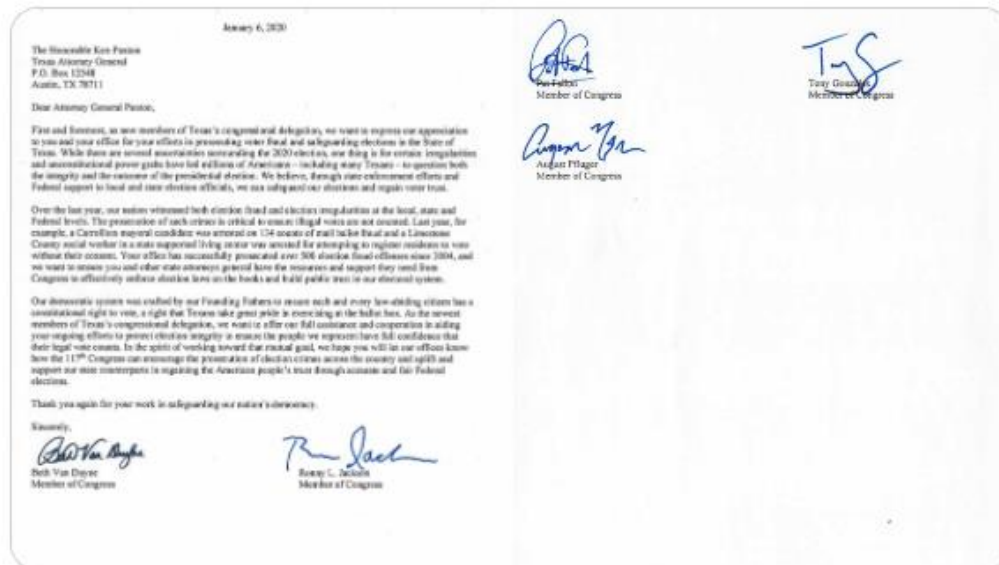 January 6, 2020
The Honorable Ken Paxton
Texas Attorney General
P.O. Box 12548
Austin, TX 78711
Dear Attorney General Paxton,
First and foremost, as new members of Texas's congressional delegation, we want to express our appreciation
to you and your office for your efforts in prosecuting voter fraud and safeguarding elections in the State of
Texas. While there are several uncertainties surrounding the 2020 election, one thing is for certain: irregularities
and unconstitutional power grabs have led millions of Americans – including many Texans – to question both
the integrity and the outcome of the presidential election. We believe, through state enforcement efforts and
Federal support to local and state election officials, we can safeguard our elections and regain voter trust.
Over the last year, our nation witnessed both election fraud and election irregularities at the local, state and
Federal levels. The prosecution of such crimes is critical to ensure illegal votes are not counted. Last year, for
example, a Carrollton mayoral candidate was arrested on 134 counts of mail ballot fraud and a Limestone
County social worker in a state supported living center was arrested for attempting to register residents to vote
without their consent. Your office has successfully prosecuted over 500 election fraud offenses since 2004, and
we want to ensure you and other state attorneys general have the resources and support they need from
Congress to effectively enforce election laws on the books and build public trust in our electoral system.
Our democratic system was crafted by our Founding Fathers to ensure each and every law-abiding citizen has a
constitutional right to vote, a right that Texans take great pride in exercising at the ballot box. As the newest
members of Texas's congressional delegation, we want to offer our full assistance and cooperation in aiding
your ongoing efforts to protect election integrity to ensure the people we represent have full confidence that
their legal vote counts. In the spirit of working toward that mutual goal, we hope you will let our offices know
how the 117th Congress can encourage the prosecution of election crimes across the country and uplift and
support our state counterparts in regaining the American people's trust through accurate and fair Federal
elections.
Thank you again for your work in safeguarding our nation's democracy.
Sincerely,
Beth Van Duyne
Member of Congress
Ronny L. Jackson
Member of Congress
Pat Fallon
Member of Congress
Tony Gonzales
Member of Congress
August Pfluger
Member of Congress